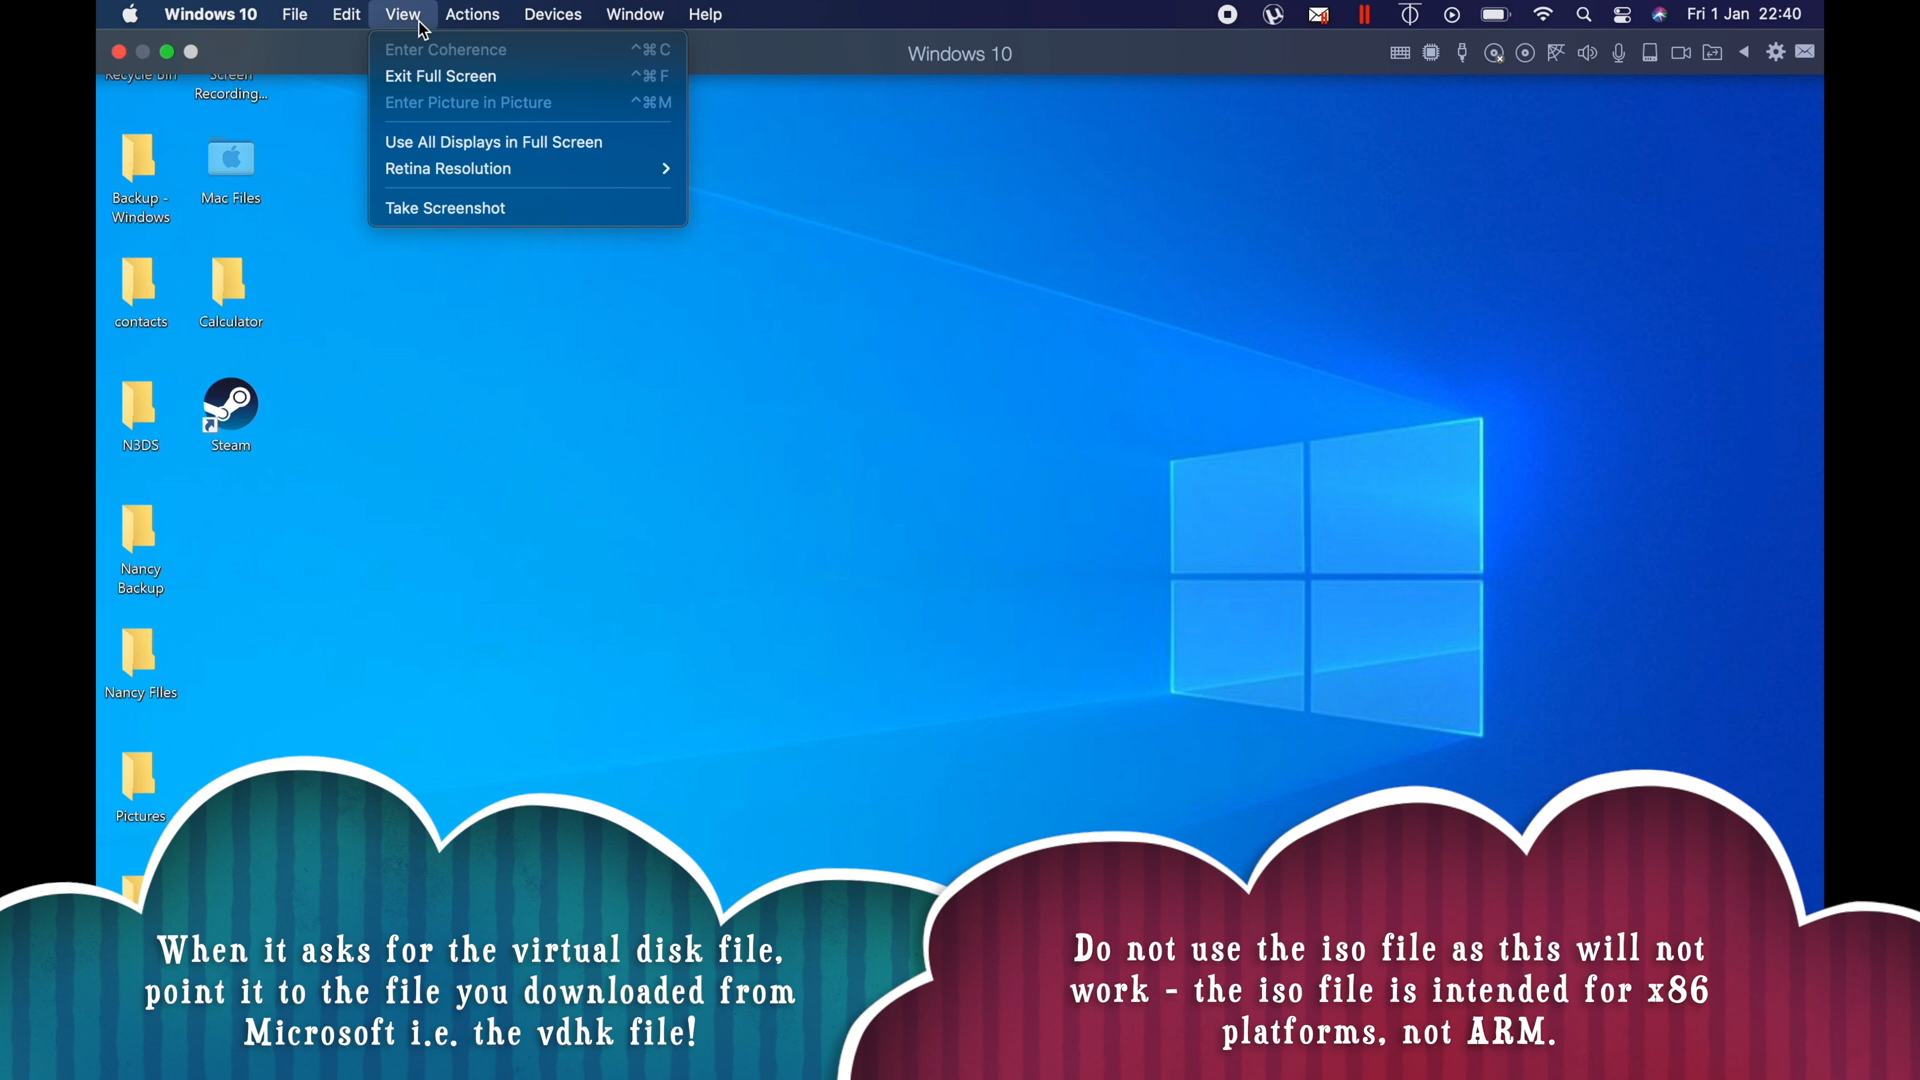 Windows 10 File Edit View Actions Devices Window Help Fri 1 Jan 22:40
Windows 10
Enter Coherence ^⌘C
Exit Full Screen ^⌘F
Enter Picture in Picture ^⌘M
Use All Displays in Full Screen
Retina Resolution
Take Screenshot
Recycle Bin
Screen
Recording...
Backup -
Windows
Mac Files
contacts
Calculator
N3DS
Steam
Nancy
Backup
Nancy FIles
Pictures
When it asks for the virtual disk file,
point it to the file you downloaded from
Microsoft i.e. the vdhk file!
Do not use the iso file as this will not
work - the iso file is intended for x86
platforms, not ARM.